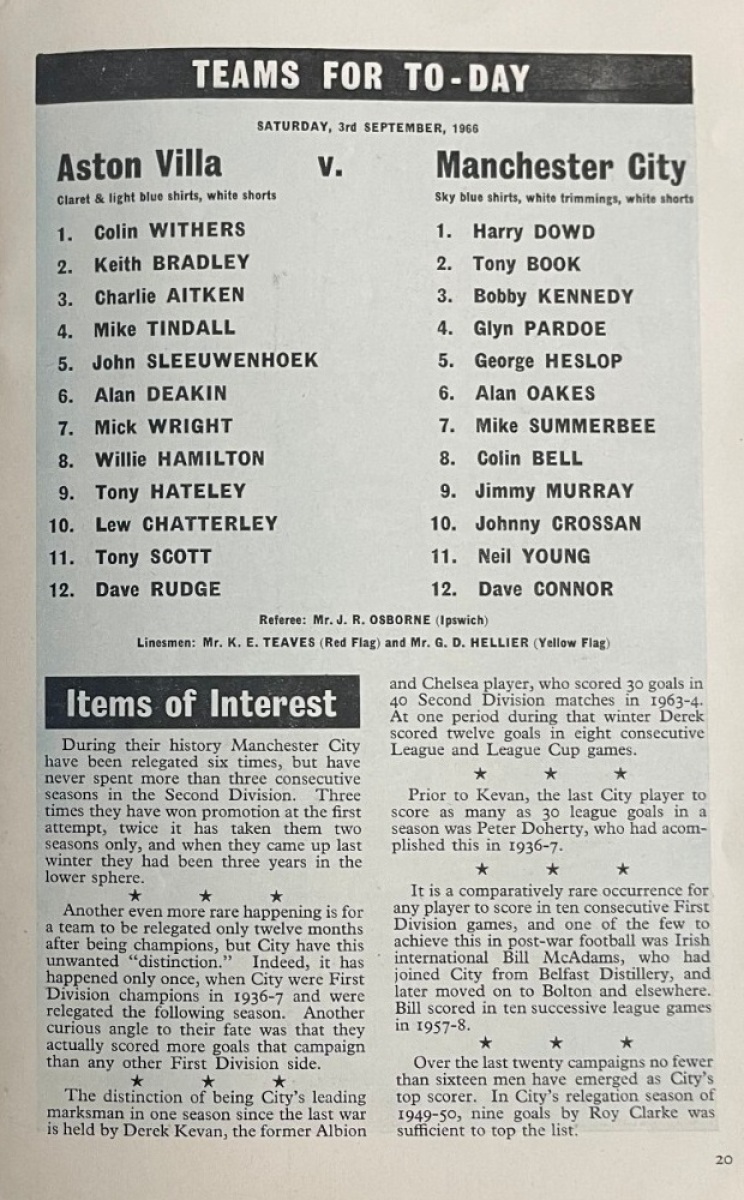 TEAMS FOR TO-DAY
SATURDAY, 3rd SEPTEMBER, 1966
Aston Villa v. Manchester City
Claret & light blue shirts, white shorts
Sky blue shirts, white trimmings, white shorts
1. Colin WITHERS
2. Keith BRADLEY
3. Charlie AITKEN
4. Mike TINDALL
5. John SLEEUWENHOEK
6. Alan DEAKIN
7. Mick WRIGHT
8. Willie HAMILTON
9. Tony HATELEY
10. Lew CHATTERLEY
11. Tony SCOTT
12. Dave RUDGE
1. Harry DOWD
2. Tony BOOK
3. Bobby KENNEDY
4. Glyn PARDOE
5. George HESLOP
6. Alan OAKES
7. Mike SUMMERBEE
8. Colin BELL
9. Jimmy MURRAY
10. Johnny CROSSAN
11. Neil YOUNG
12. Dave CONNOR
Referee: Mr. J. R. OSBORNE (Ipswich)
Linesmen: Mr. K. E. TEAVES (Red Flag) and Mr. G. D. HELLIER (Yellow Flag)
Items of Interest
During their history Manchester City
have been relegated six times, but have
never spent more than three consecutive
seasons in the Second Division. Three
times they have won promotion at the first
attempt, twice it has taken them two
seasons only, and when they came up last
winter they had been three years in the
lower sphere.
★ ★ ★
Another even more rare happening is for
a team to be relegated only twelve months
after being champions, but City have this
unwanted “distinction.” Indeed, it has
happened only once, when City were First
Division champions in 1936-7 and were
relegated the following season. Another
curious angle to their fate was that they
actually scored more goals that campaign
than any other First Division side.
★ ★ ★
The distinction of being City's leading
marksman in one season since the last war
is held by Derek Kevan, the former Albion
and Chelsea player, who scored 30 goals in
40 Second Division matches in 1963-4.
At one period during that winter Derek
scored twelve goals in eight consecutive
League and League Cup games.
★ ★ ★
Prior to Kevan, the last City player to
score as many as 30 league goals in a
season was Peter Doherty, who had acom-
plished this in 1936-7.
★ ★ ★
It is a comparatively rare occurrence for
any player to score in ten consecutive First
Division games, and one of the few to
achieve this in post-war football was Irish
international Bill McAdams, who had
joined City from Belfast Distillery, and
later moved on to Bolton and elsewhere.
Bill scored in ten successive league games
in 1957-8.
★ ★ ★
Over the last twenty campaigns no fewer
than sixteen men have emerged as City's
top scorer. In City's relegation season of
1949-50, nine goals by Roy Clarke was
sufficient to top the list.
20